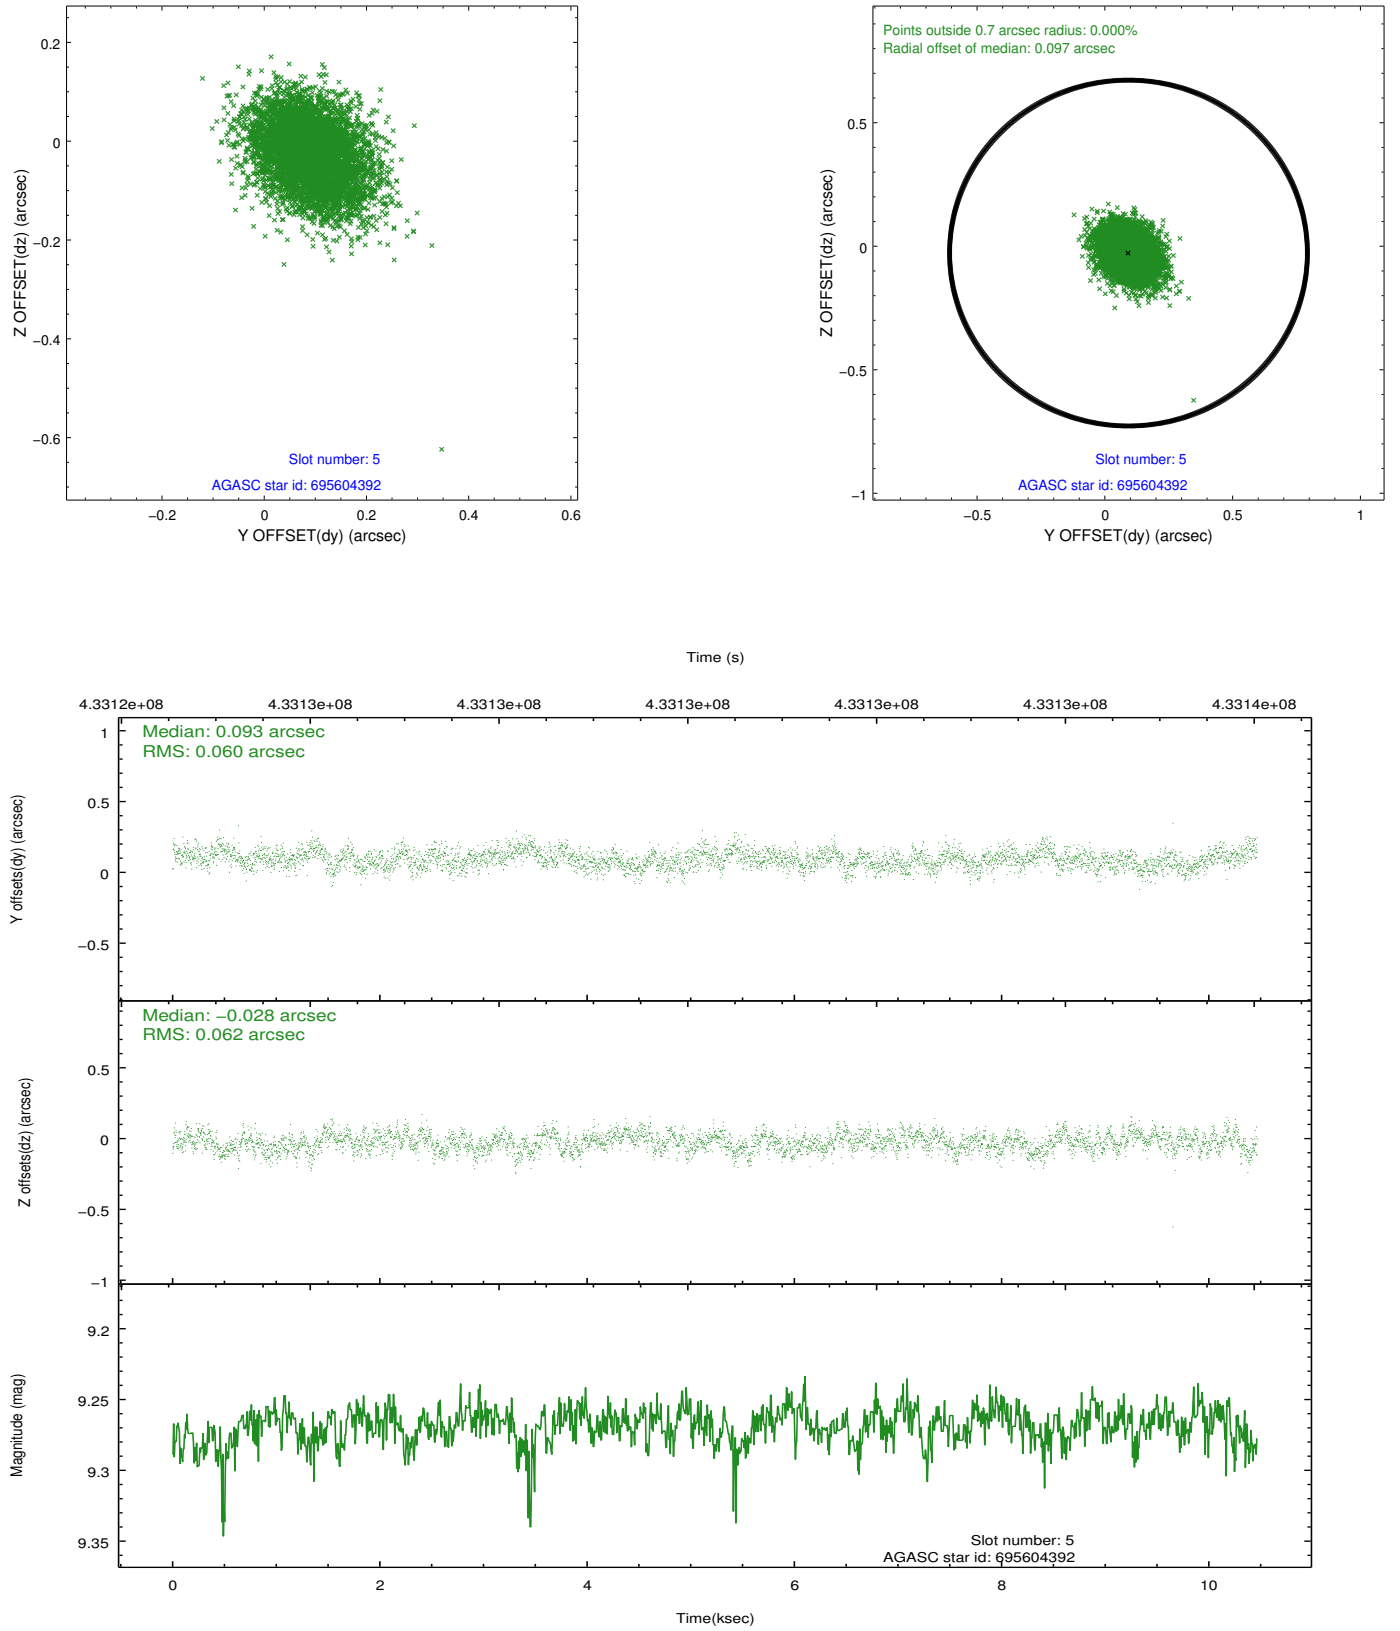 0.2
0
−0.2
−0.4
−0.6
Z OFFSET(dz) (arcsec)
Slot number: 5
AGASC star id: 695604392
−0.2 0 0.2 0.4 0.6
Y OFFSET(dy) (arcsec)
Points outside 0.7 arcsec radius: 0.000%
Radial offset of median: 0.097 arcsec
0.5
0
−0.5
−1
Z OFFSET(dz) (arcsec)
Slot number: 5
AGASC star id: 695604392
−0.5 0 0.5 1
Y OFFSET(dy) (arcsec)
Time (s)
4.3312e+08 4.3313e+08 4.3313e+08 4.3313e+08 4.3313e+08 4.3313e+08 4.3314e+08
Median: 0.093 arcsec
RMS: 0.060 arcsec
1
0.5
0
−0.5
Y offsets(dy) (arcsec)
Median: −0.028 arcsec
RMS: 0.062 arcsec
0.5
0
−0.5
−1
Z offsets(dz) (arcsec)
9.2
9.25
9.3
9.35
Magnitude (mag)
Slot number: 5
AGASC star id: 695604392
0 2 4 6 8 10
Time(ksec)